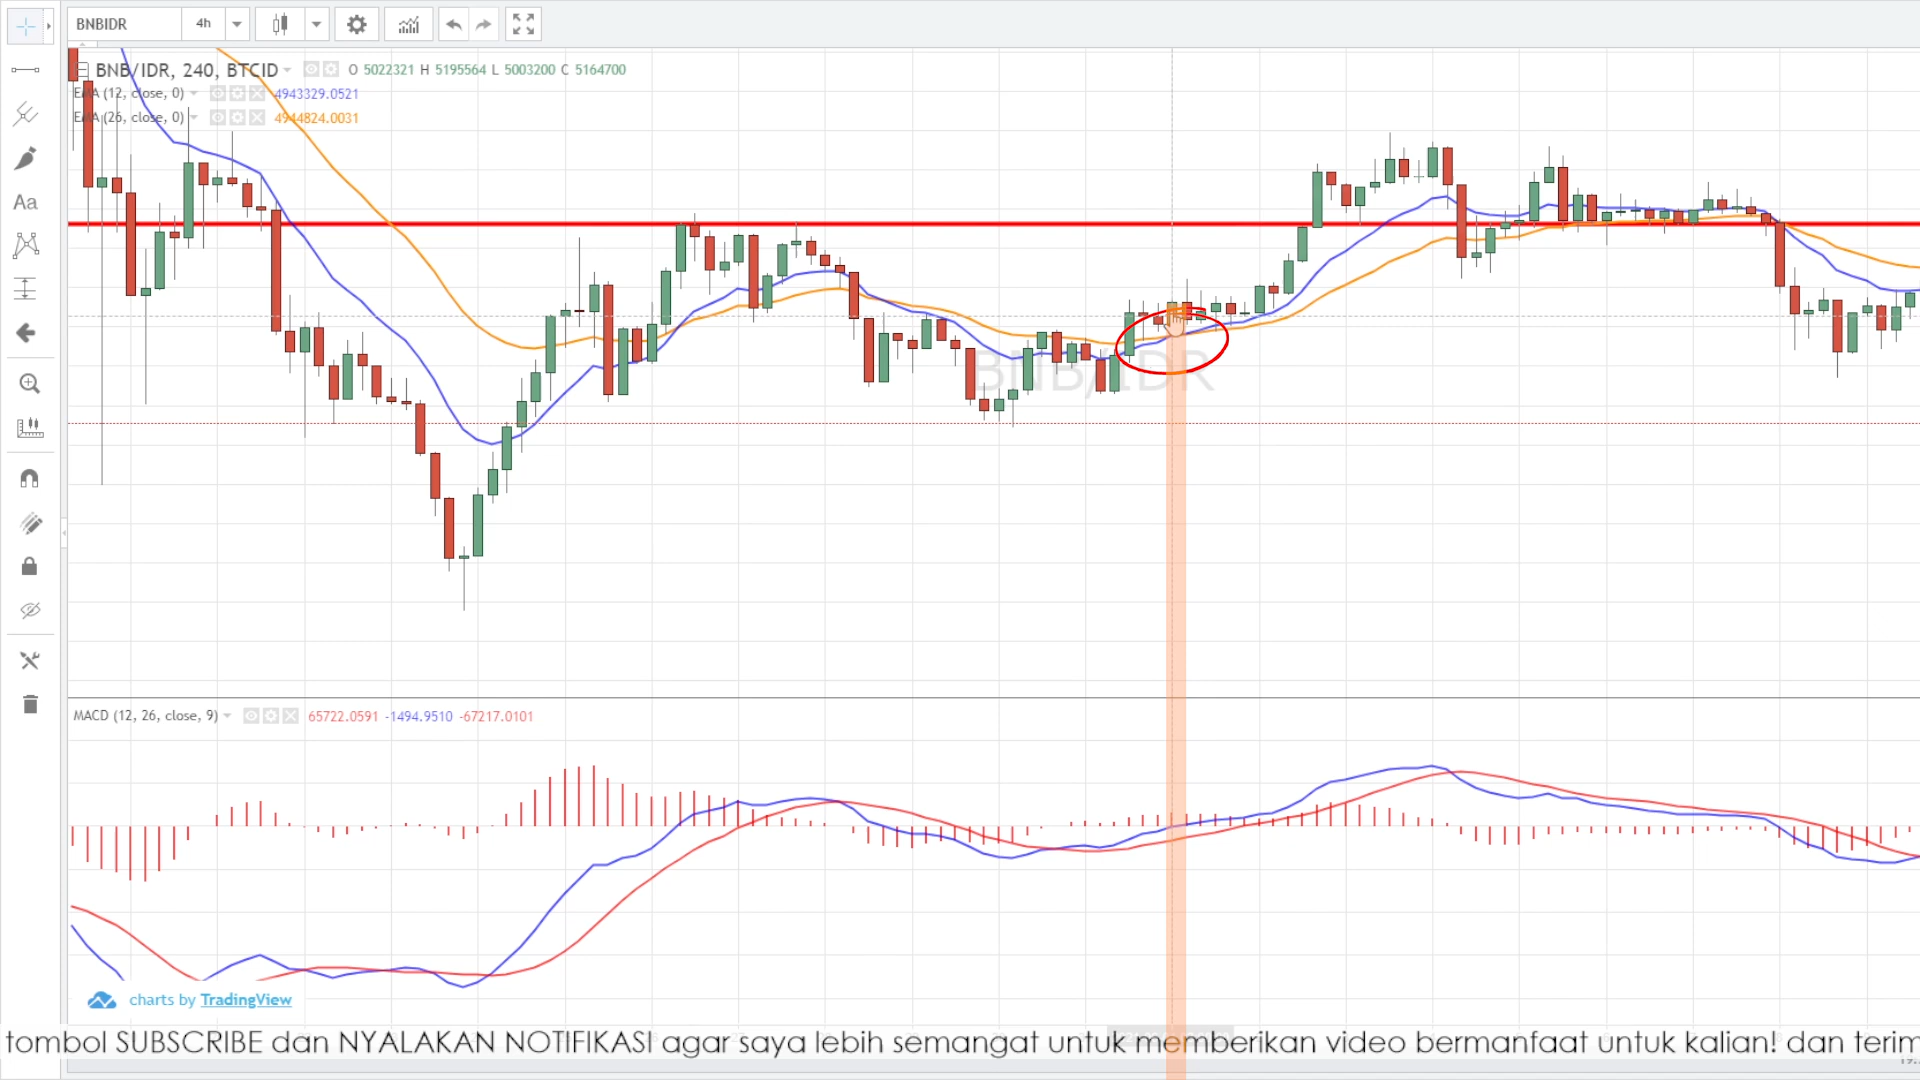 BNBIDR 4h
BNB/IDR, 240, BTCID O 5022321 H 5195564 L 5003200 C 5164700
EMA (12, close, 0) 4943329.0521
EMA (26, close, 0) 4944824.0031
Aa
BNB/IDR
MACD (12, 26, close, 9) 65722.0591 -1494.9510 -67217.0101
charts by TradingView
tombol SUBSCRIBE dan NYALAKAN NOTIFIKASI agar saya lebih semangat untuk memberikan video bermanfaat untuk kalian! dan terim